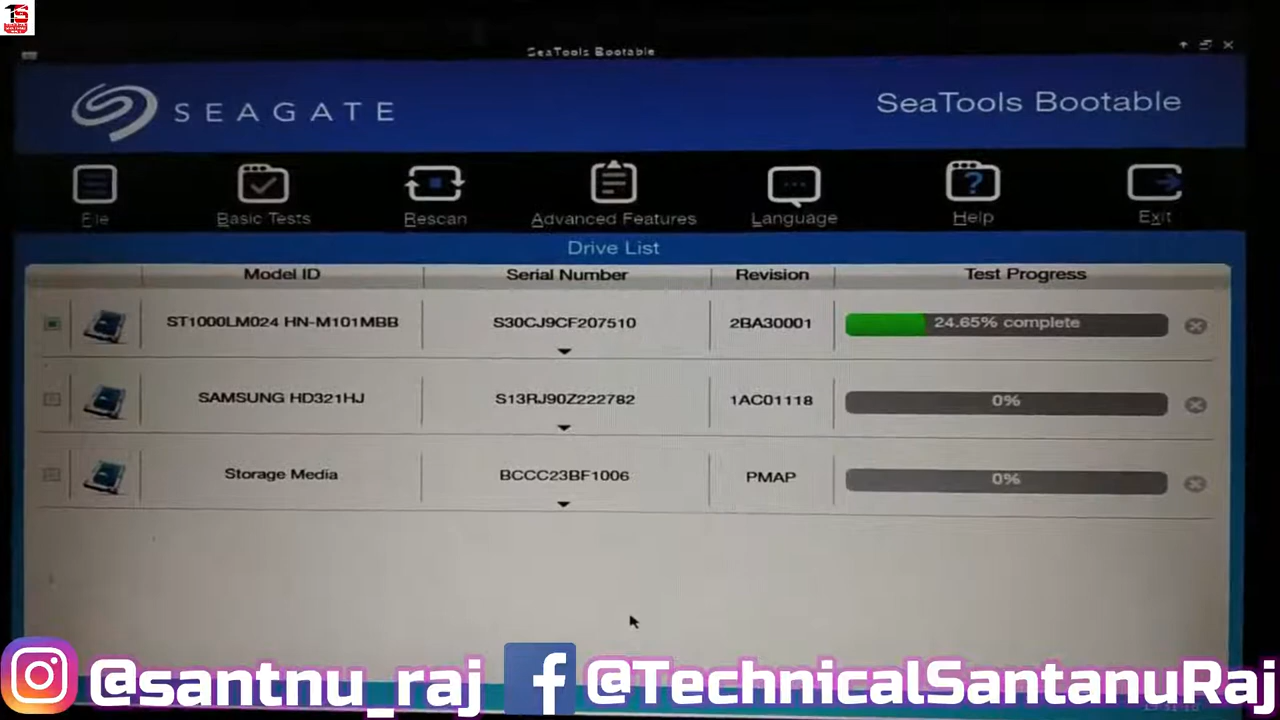 TS
SeaTools Bootable
SEAGATE
SeaTools Bootable
File
Basic Tests
Rescan
Advanced Features
Language
Help
Exit
Drive List
Model ID
Serial Number
Revision
Test Progress
ST1000LM024 HN-M101MBB
S30CJ9CF207510
2BA30001
24.65% complete
SAMSUNG HD321HJ
S13RJ90Z222782
1AC01118
0%
Storage Media
BCCC23BF1006
PMAP
0%
@santnu_raj
@TechnicalSantanuRaj